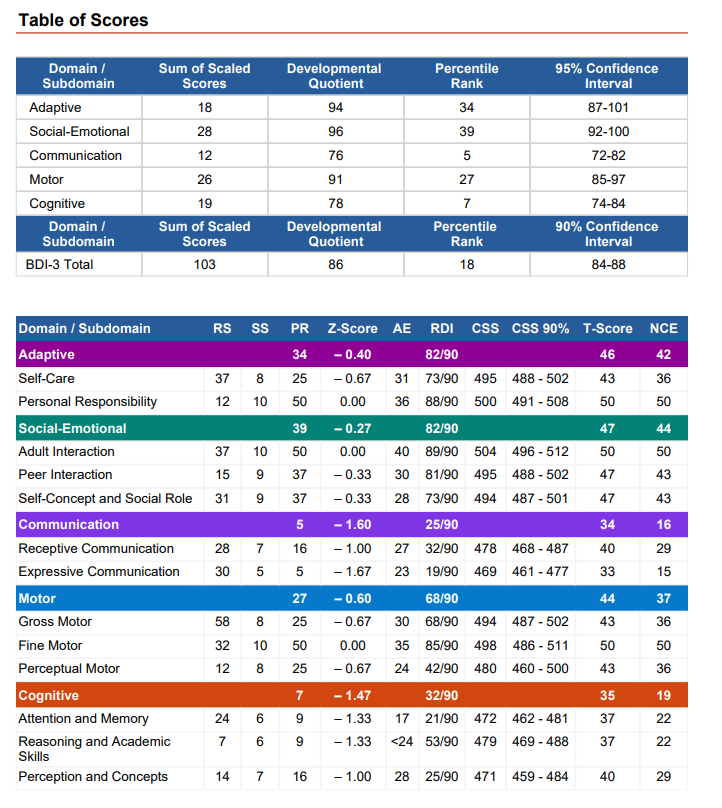 Table of Scores
Domain / Subdomain Sum of Scaled Scores Developmental Quotient Percentile Rank 95% Confidence Interval
Adaptive 18 94 34 87-101
Social-Emotional 28 96 39 92-100
Communication 12 76 5 72-82
Motor 26 91 27 85-97
Cognitive 19 78 7 74-84
Domain / Subdomain Sum of Scaled Scores Developmental Quotient Percentile Rank 90% Confidence Interval
BDI-3 Total 103 86 18 84-88
Domain / Subdomain RS SS PR Z-Score AE RDI CSS CSS 90% T-Score NCE
Adaptive 34 – 0.40 82/90 46 42
Self-Care 37 8 25 – 0.67 31 73/90 495 488 - 502 43 36
Personal Responsibility 12 10 50 0.00 36 88/90 500 491 - 508 50 50
Social-Emotional 39 – 0.27 82/90 47 44
Adult Interaction 37 10 50 0.00 40 89/90 504 496 - 512 50 50
Peer Interaction 15 9 37 – 0.33 30 81/90 495 488 - 502 47 43
Self-Concept and Social Role 31 9 37 – 0.33 28 73/90 494 487 - 501 47 43
Communication 5 – 1.60 25/90 34 16
Receptive Communication 28 7 16 – 1.00 27 32/90 478 468 - 487 40 29
Expressive Communication 30 5 5 – 1.67 23 19/90 469 461 - 477 33 15
Motor 27 – 0.60 68/90 44 37
Gross Motor 58 8 25 – 0.67 30 68/90 494 487 - 502 43 36
Fine Motor 32 10 50 0.00 35 85/90 498 486 - 511 50 50
Perceptual Motor 12 8 25 – 0.67 24 42/90 480 460 - 500 43 36
Cognitive 7 – 1.47 32/90 35 19
Attention and Memory 24 6 9 – 1.33 17 21/90 472 462 - 481 37 22
Reasoning and Academic Skills 7 6 9 – 1.33 <24 53/90 479 469 - 488 37 22
Perception and Concepts 14 7 16 – 1.00 28 25/90 471 459 - 484 40 29